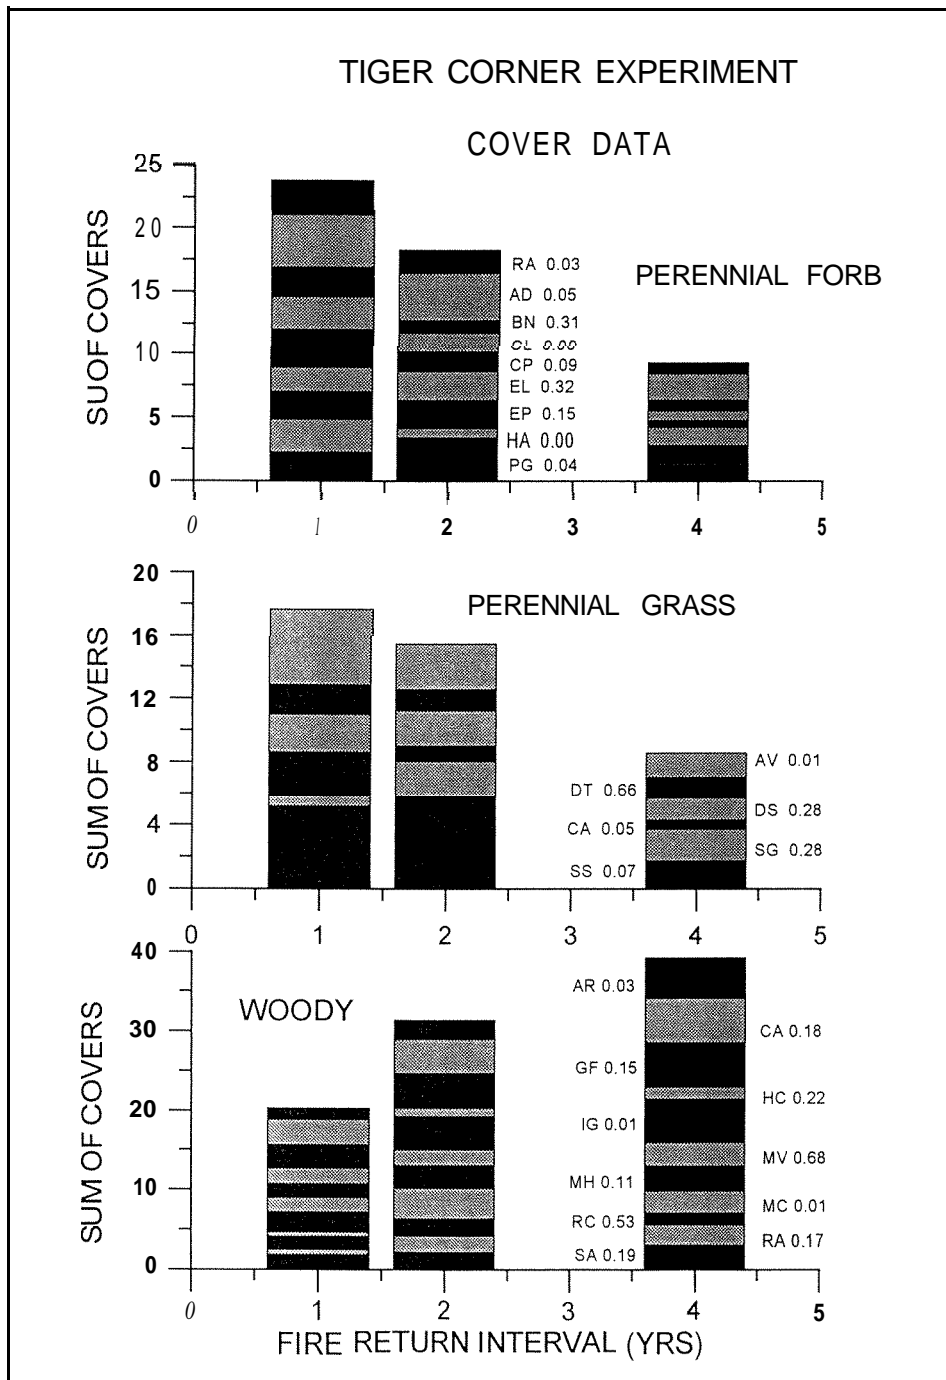 TIGER CORNER EXPERIMENT
COVER DATA
SUOF COVERS
25
20
15
10
5
0
PERENNIAL FORB
RA 0.03
AD 0.05
BN 0.31
CP 0.09
EL 0.32
EP 0.15
HA 0.00
PG 0.04
0 1 2 3 4 5
SUM OF COVERS
20
16
12
8
4
0
PERENNIAL GRASS
AV 0.01
DT 0.66
DS 0.28
CA 0.05
SG 0.28
SS 0.07
0 1 2 3 4 5
SUM OF COVERS
40
30
20
10
0
WOODY
AR 0.03
CA 0.18
GF 0.15
HC 0.22
IG 0.01
MV 0.68
MH 0.11
MC 0.01
RC 0.53
RA 0.17
SA 0.19
0 1 2 3 4 5
FIRE RETURN INTERVAL (YRS)